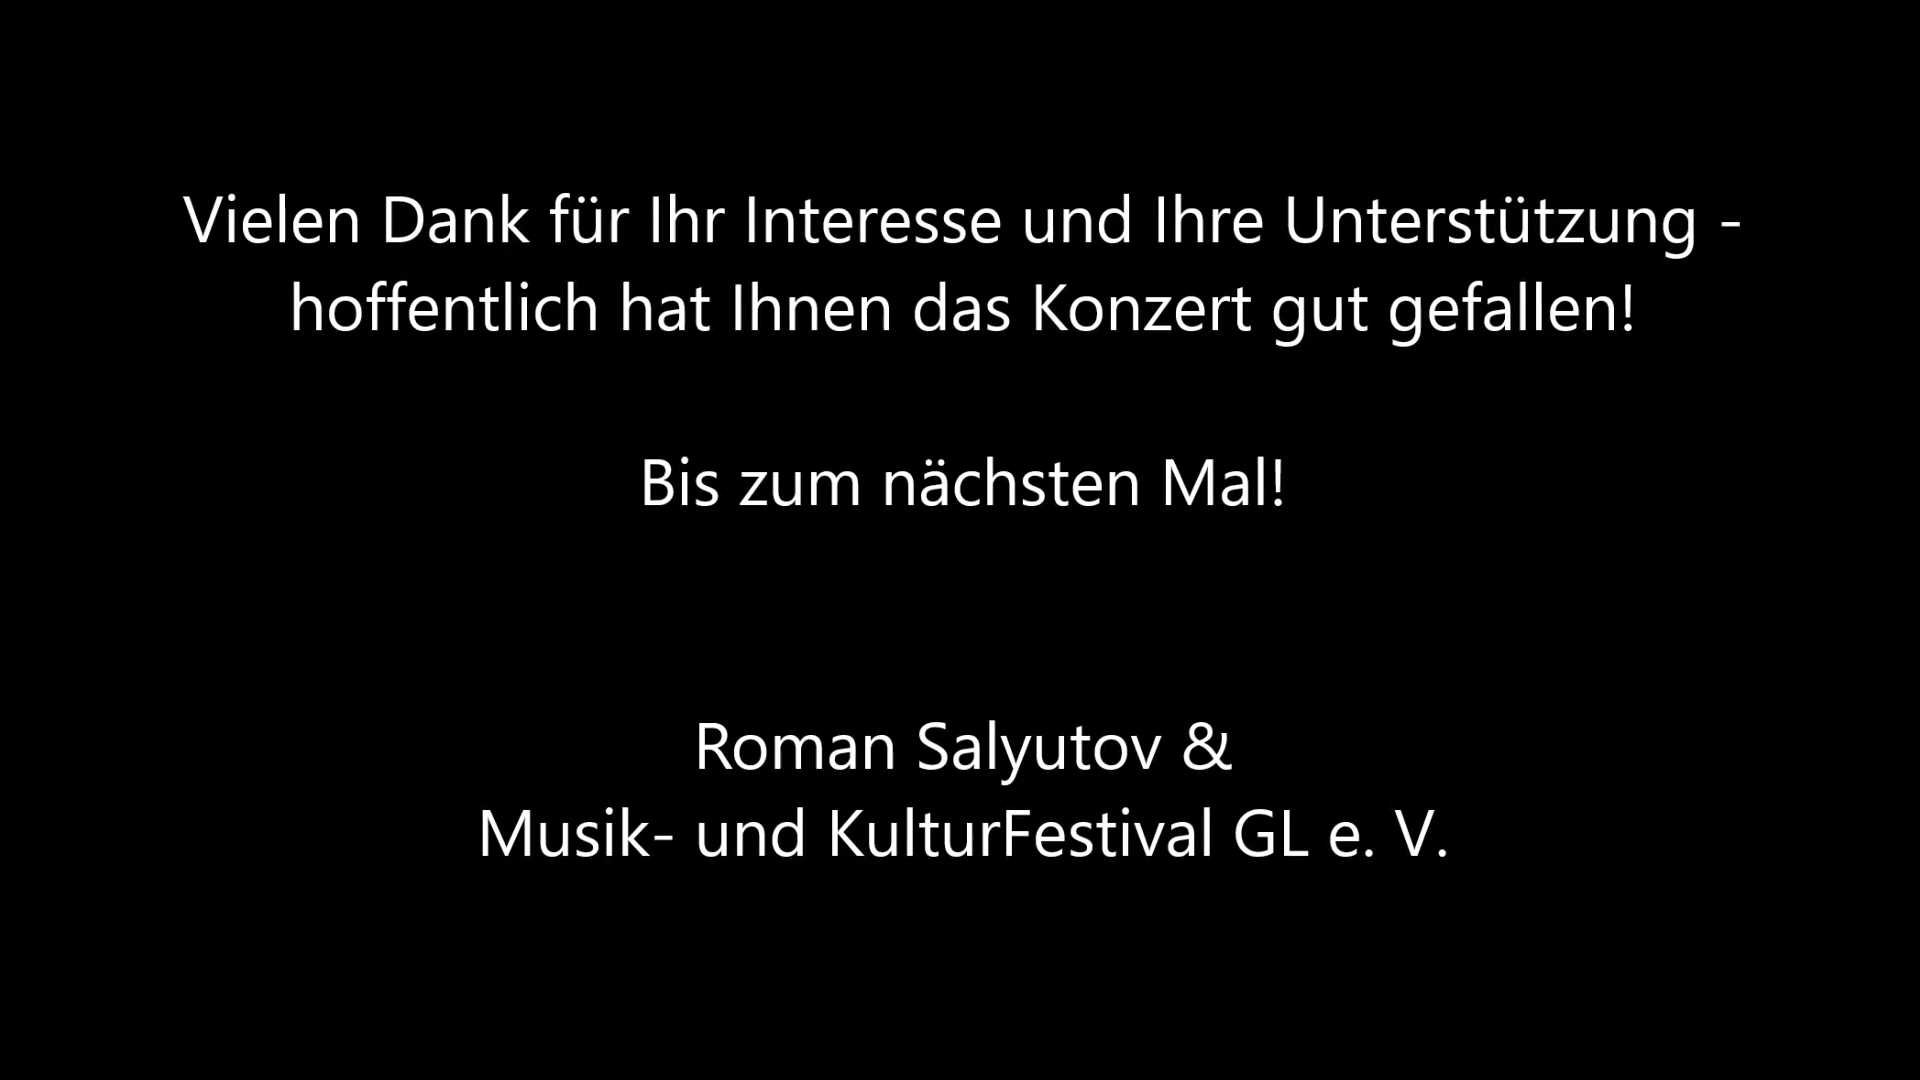 Vielen Dank für Ihr Interesse und Ihre Unterstützung -
hoffentlich hat Ihnen das Konzert gut gefallen!
Bis zum nächsten Mal!
Roman Salyutov &
Musik- und KulturFestival GL e. V.